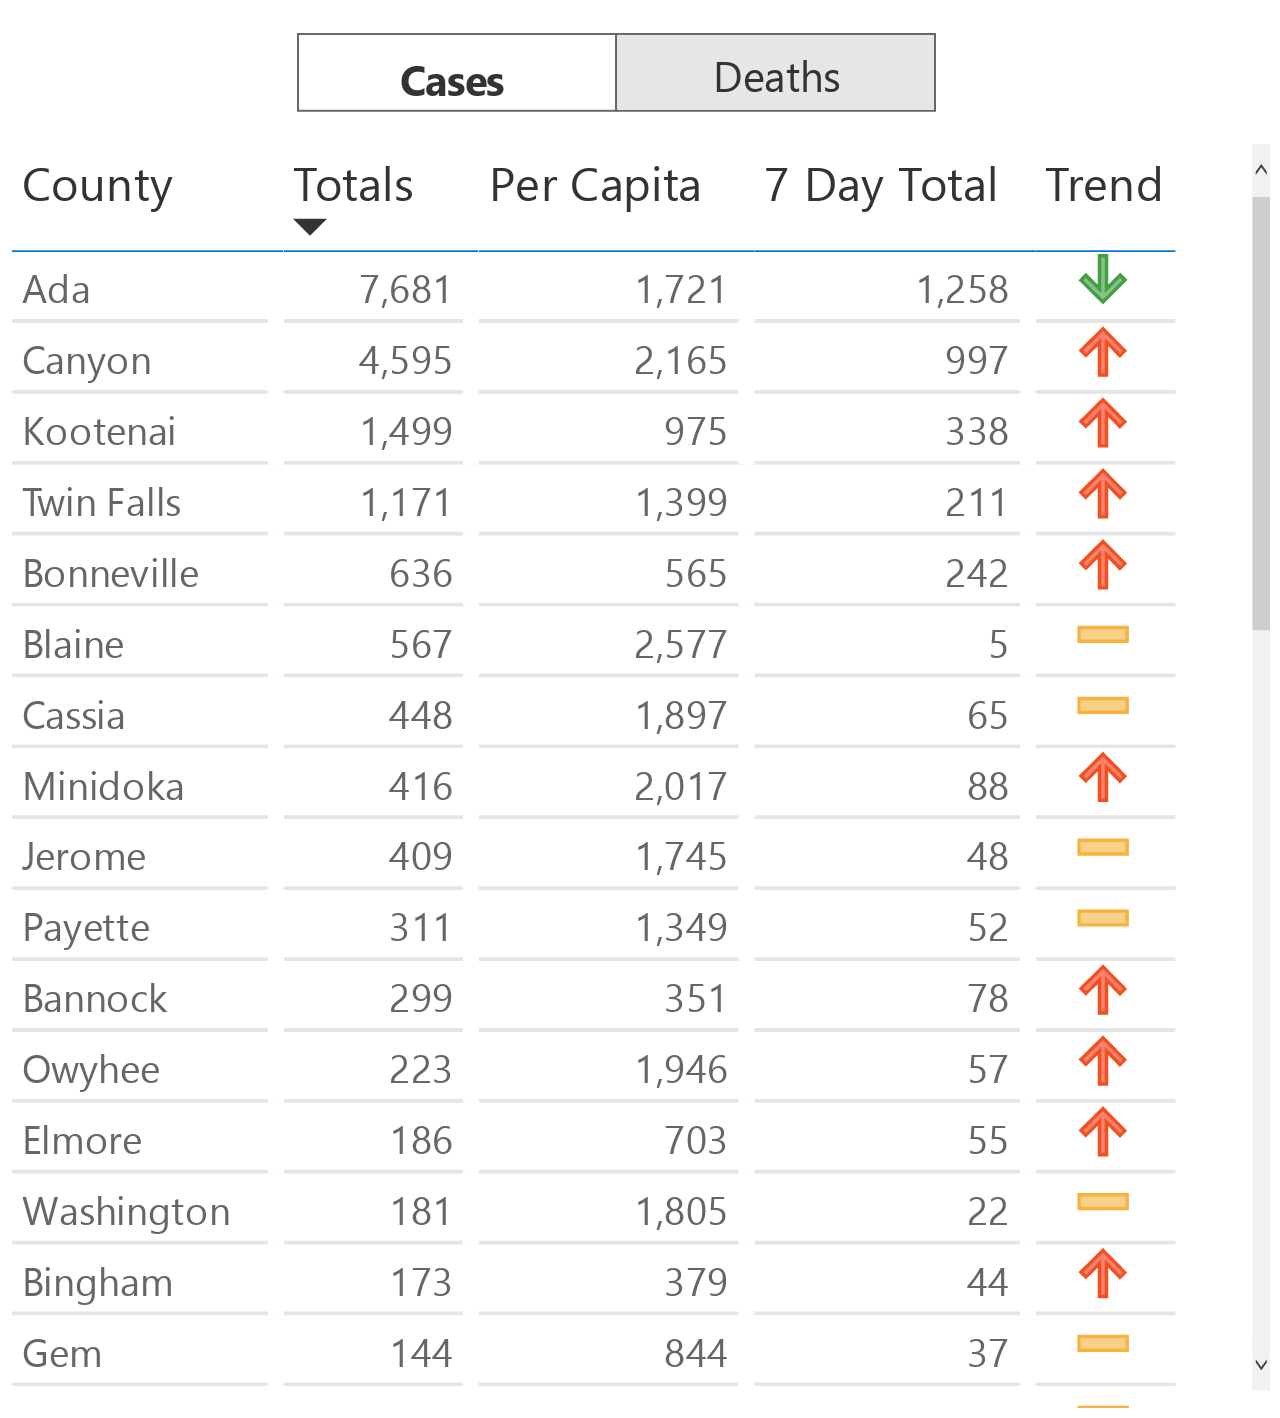 Cases Deaths
County Totals Per Capita 7 Day Total Trend
Ada 7,681 1,721 1,258
Canyon 4,595 2,165 997
Kootenai 1,499 975 338
Twin Falls 1,171 1,399 211
Bonneville 636 565 242
Blaine 567 2,577 5
Cassia 448 1,897 65
Minidoka 416 2,017 88
Jerome 409 1,745 48
Payette 311 1,349 52
Bannock 299 351 78
Owyhee 223 1,946 57
Elmore 186 703 55
Washington 181 1,805 22
Bingham 173 379 44
Gem 144 844 37